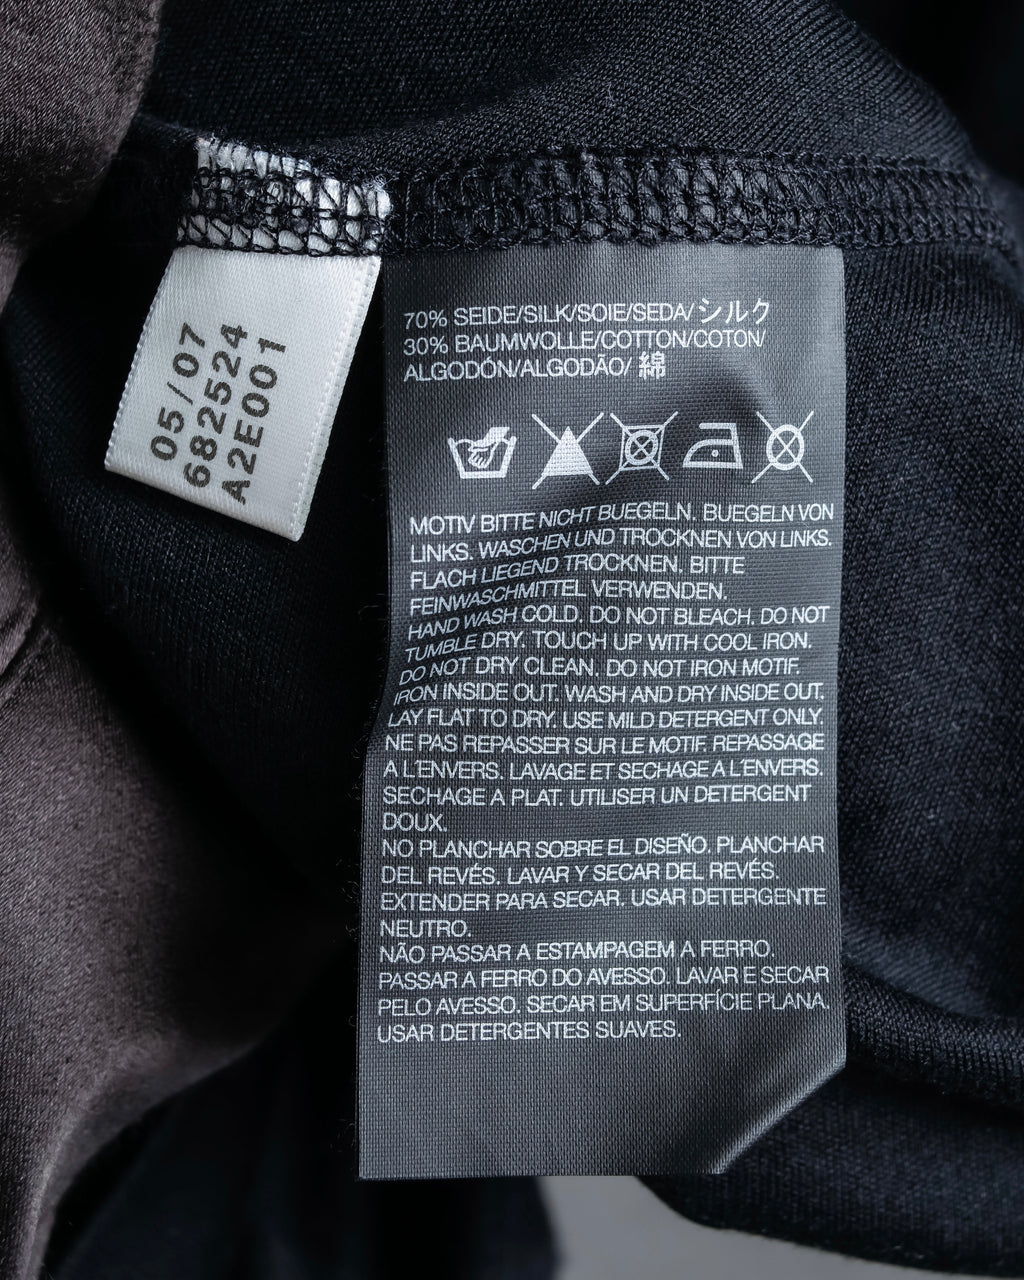 05/07
682524
A2E001
70% SEIDE/SILK/SOIE/SEDA/シルク
30% BAUMWOLLE/COTTON/COTON/
ALGODÓN/ALGODÃO/ 綿
MOTIV BITTE NICHT BUEGELN. BUEGELN VON
LINKS. WASCHEN UND TROCKNEN VON LINKS.
FLACH LIEGEND TROCKNEN. BITTE
FEINWASCHMITTEL VERWENDEN.
HAND WASH COLD. DO NOT BLEACH. DO NOT
TUMBLE DRY. TOUCH UP WITH COOL IRON.
DO NOT DRY CLEAN. DO NOT IRON MOTIF.
IRON INSIDE OUT. WASH AND DRY INSIDE OUT.
LAY FLAT TO DRY. USE MILD DETERGENT ONLY.
NE PAS REPASSER SUR LE MOTIF. REPASSAGE
A L'ENVERS. LAVAGE ET SECHAGE A L'ENVERS.
SECHAGE A PLAT. UTILISER UN DETERGENT
DOUX.
NO PLANCHAR SOBRE EL DISEÑO. PLANCHAR
DEL REVÉS. LAVAR Y SECAR DEL REVÉS.
EXTENDER PARA SECAR. USAR DETERGENTE
NEUTRO.
NÃO PASSAR A ESTAMPAGEM A FERRO.
PASSAR A FERRO DO AVESSO. LAVAR E SECAR
PELO AVESSO. SECAR EM SUPERFÍCIE PLANA.
USAR DETERGENTES SUAVES.